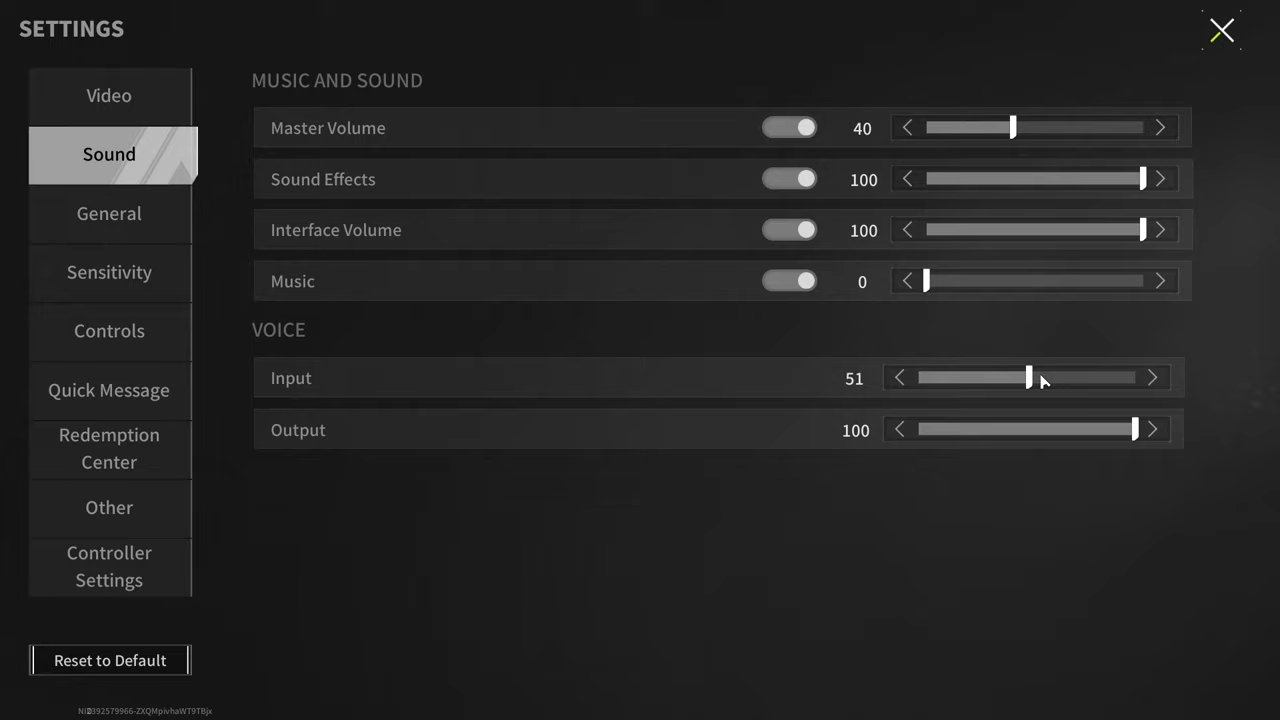 SETTINGS
Video
Sound
General
Sensitivity
Controls
Quick Message
Redemption
Center
Other
Controller
Settings
Reset to Default
MUSIC AND SOUND
Master Volume 40
Sound Effects 100
Interface Volume 100
Music 0
VOICE
Input 51
Output 100